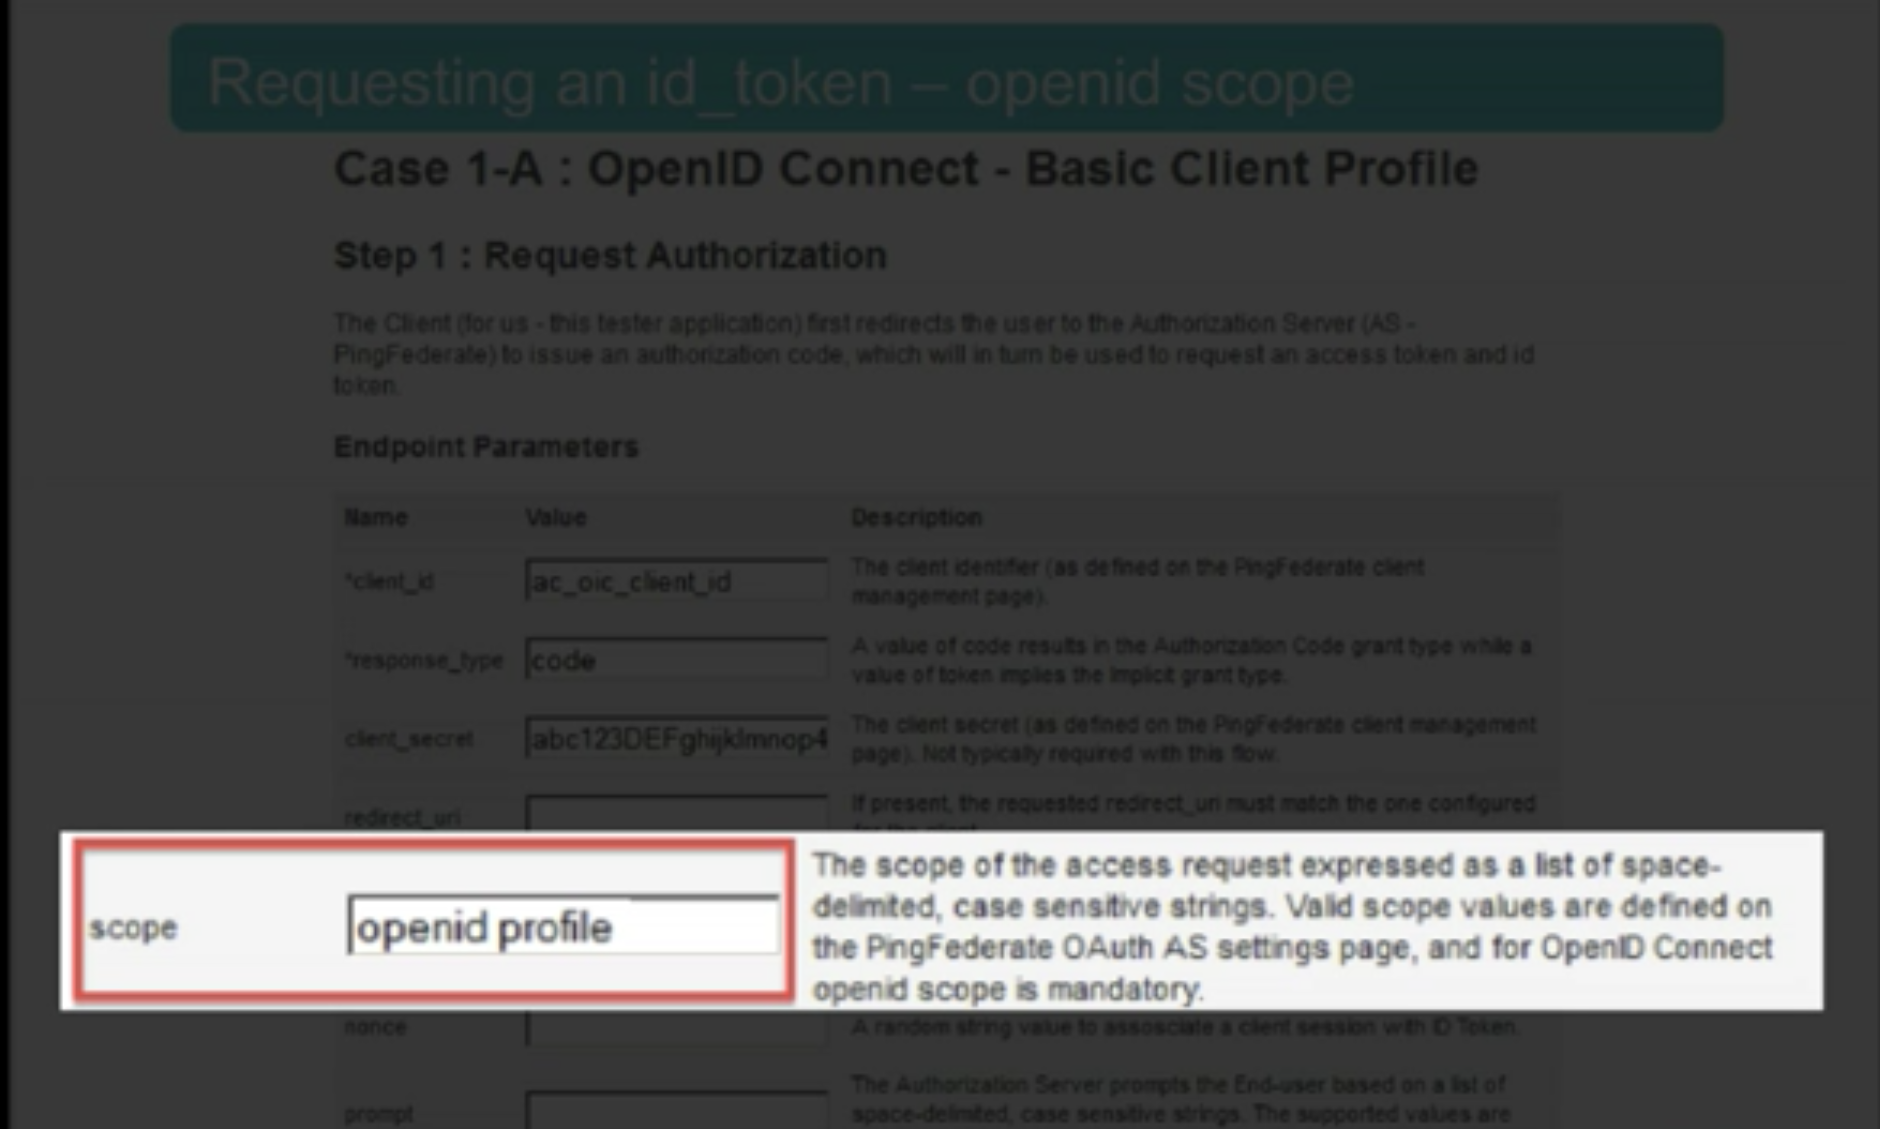 Requesting an id_token – openid scope
Case 1-A : OpenID Connect - Basic Client Profile
Step 1 : Request Authorization
The Client (for us - this tester application) first redirects the user to the Authorization Server (AS -
PingFederate) to issue an authorization code, which will in turn be used to request an access token and id
token.
Endpoint Parameters
Name Value Description
*client_id ac_oic_client_id The client identifier (as defined on the PingFederate client
management page).
*response_type code A value of code results in the Authorization Code grant type while a
value of token implies the Implicit grant type.
client_secret abc123DEFghijklmnop4 The client secret (as defined on the PingFederate client management
page). Not typically required with this flow.
redirect_uri If present, the requested redirect_uri must match the one configured
scope openid profile The scope of the access request expressed as a list of space-
delimited, case sensitive strings. Valid scope values are defined on
the PingFederate OAuth AS settings page, and for OpenID Connect
openid scope is mandatory.
nonce A random string value to assosciate a client session with ID Token.
prompt The Authorization Server prompts the End-user based on a list of
space-delimited, case sensitive strings. The supported values are